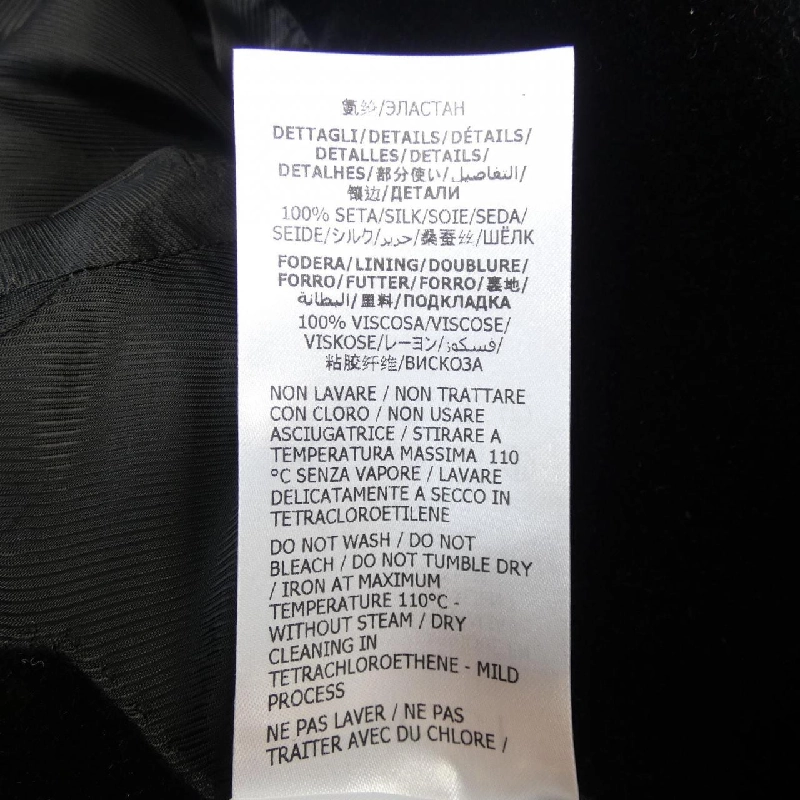 氨纶/ЭЛАСТАН
DETTAGLI/DETAILS/DÉTAILS/
DETALLES/DETAILS/
DETALHES/部分使い/التفاصيل/
镶边/ДЕТАЛИ
100% SETA/SILK/SOIE/SEDA/
SEIDE/シルク/حرير/桑蚕丝/ШЁЛК
FODERA/LINING/DOUBLURE/
FORRO/FUTTER/FORRO/裏地/
البطانة/里料/ПОДКЛАДКА
100% VISCOSA/VISCOSE/
VISKOSE/レーヨン/فسكوز/
粘胶纤维/ВИСКОЗА
NON LAVARE / NON TRATTARE
CON CLORO / NON USARE
ASCIUGATRICE / STIRARE A
TEMPERATURA MASSIMA 110
°C SENZA VAPORE / LAVARE
DELICATAMENTE A SECCO IN
TETRACLOROETILENE
DO NOT WASH / DO NOT
BLEACH / DO NOT TUMBLE DRY
/ IRON AT MAXIMUM
TEMPERATURE 110°C -
WITHOUT STEAM / DRY
CLEANING IN
TETRACHLOROETHENE - MILD
PROCESS
NE PAS LAVER / NE PAS
TRAITER AVEC DU CHLORE /